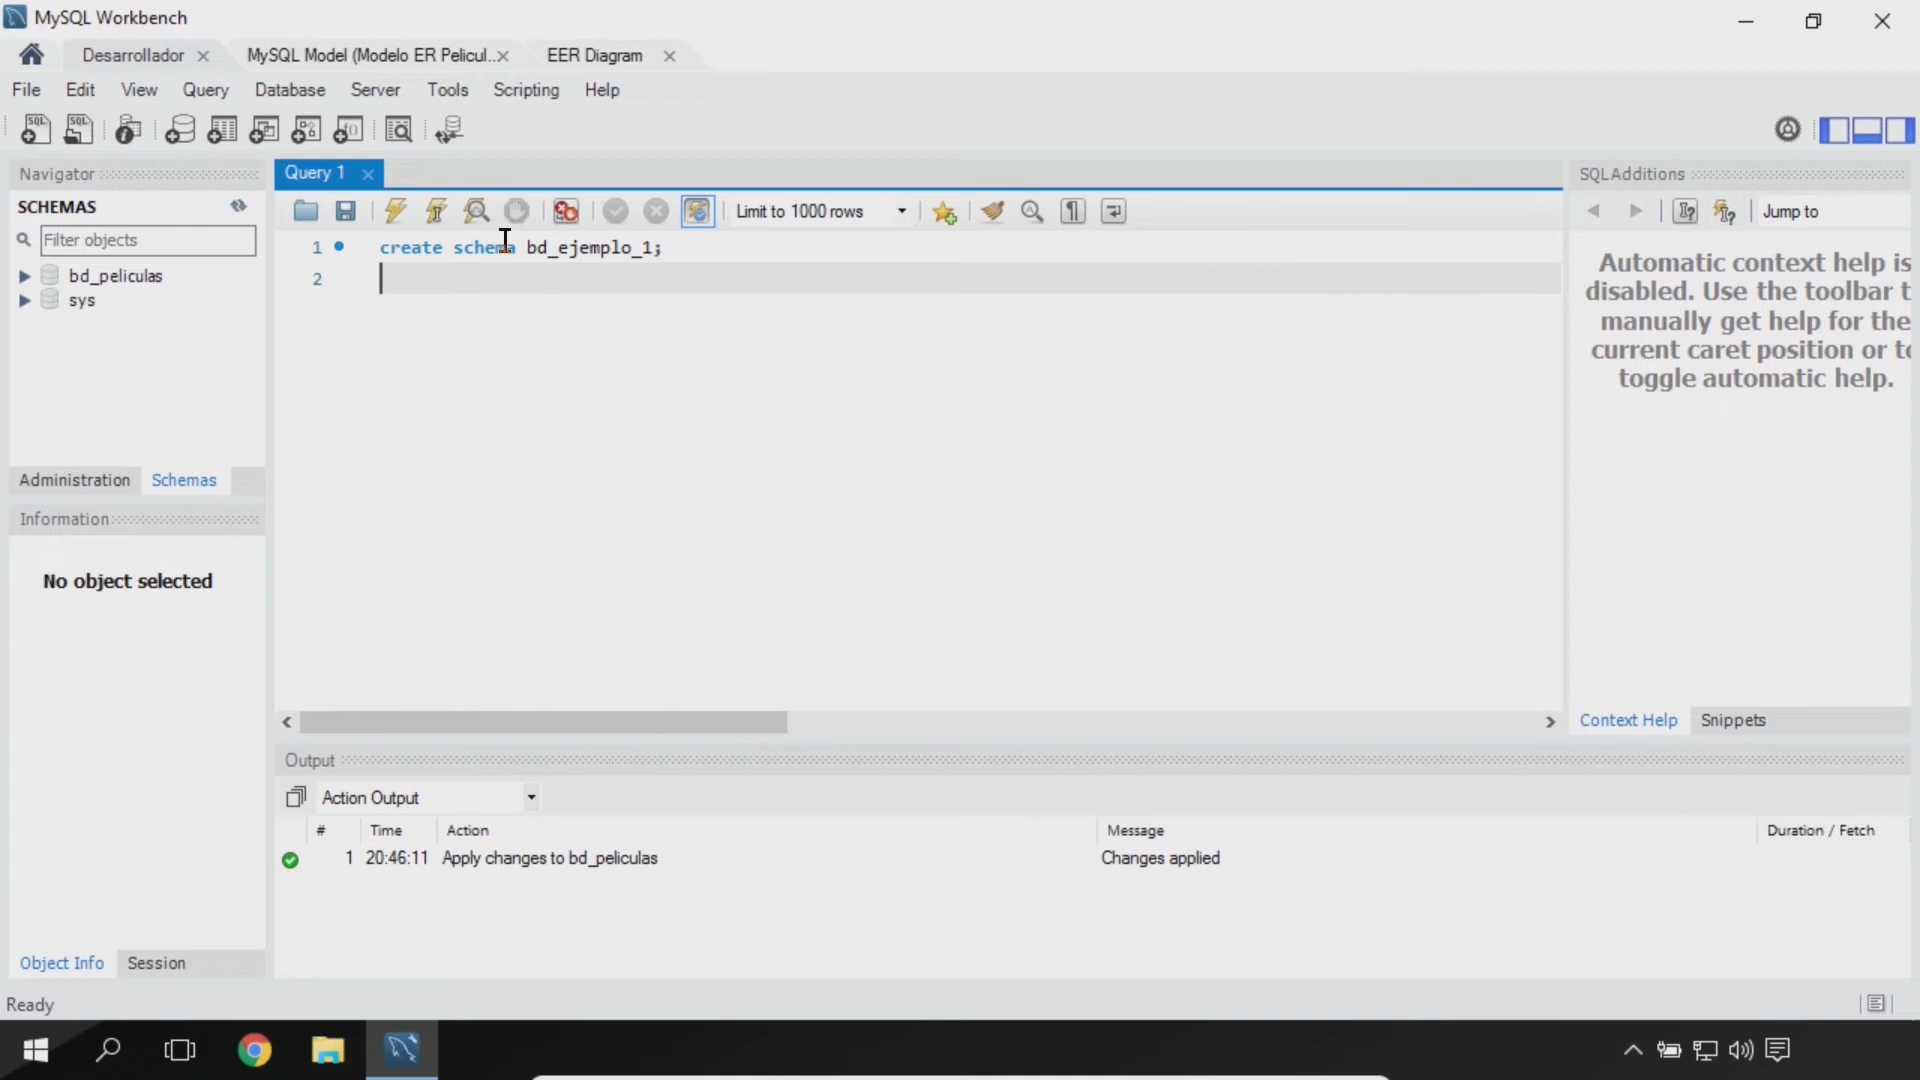 MySQL Workbench
Desarrollador
MySQL Model (Modelo ER Pelicul..
EER Diagram
File Edit View Query Database Server Tools Scripting Help
Navigator
SCHEMAS
Filter objects
bd_peliculas
sys
Administration Schemas
Information
No object selected
Object Info Session
Query 1
Limit to 1000 rows
1 create schema bd_ejemplo_1;
2
SQLAdditions
Jump to
Automatic context help is
disabled. Use the toolbar t
manually get help for the
current caret position or to
toggle automatic help.
Context Help Snippets
Output
Action Output
# Time Action Message Duration / Fetch
1 20:46:11 Apply changes to bd_peliculas Changes applied
Ready